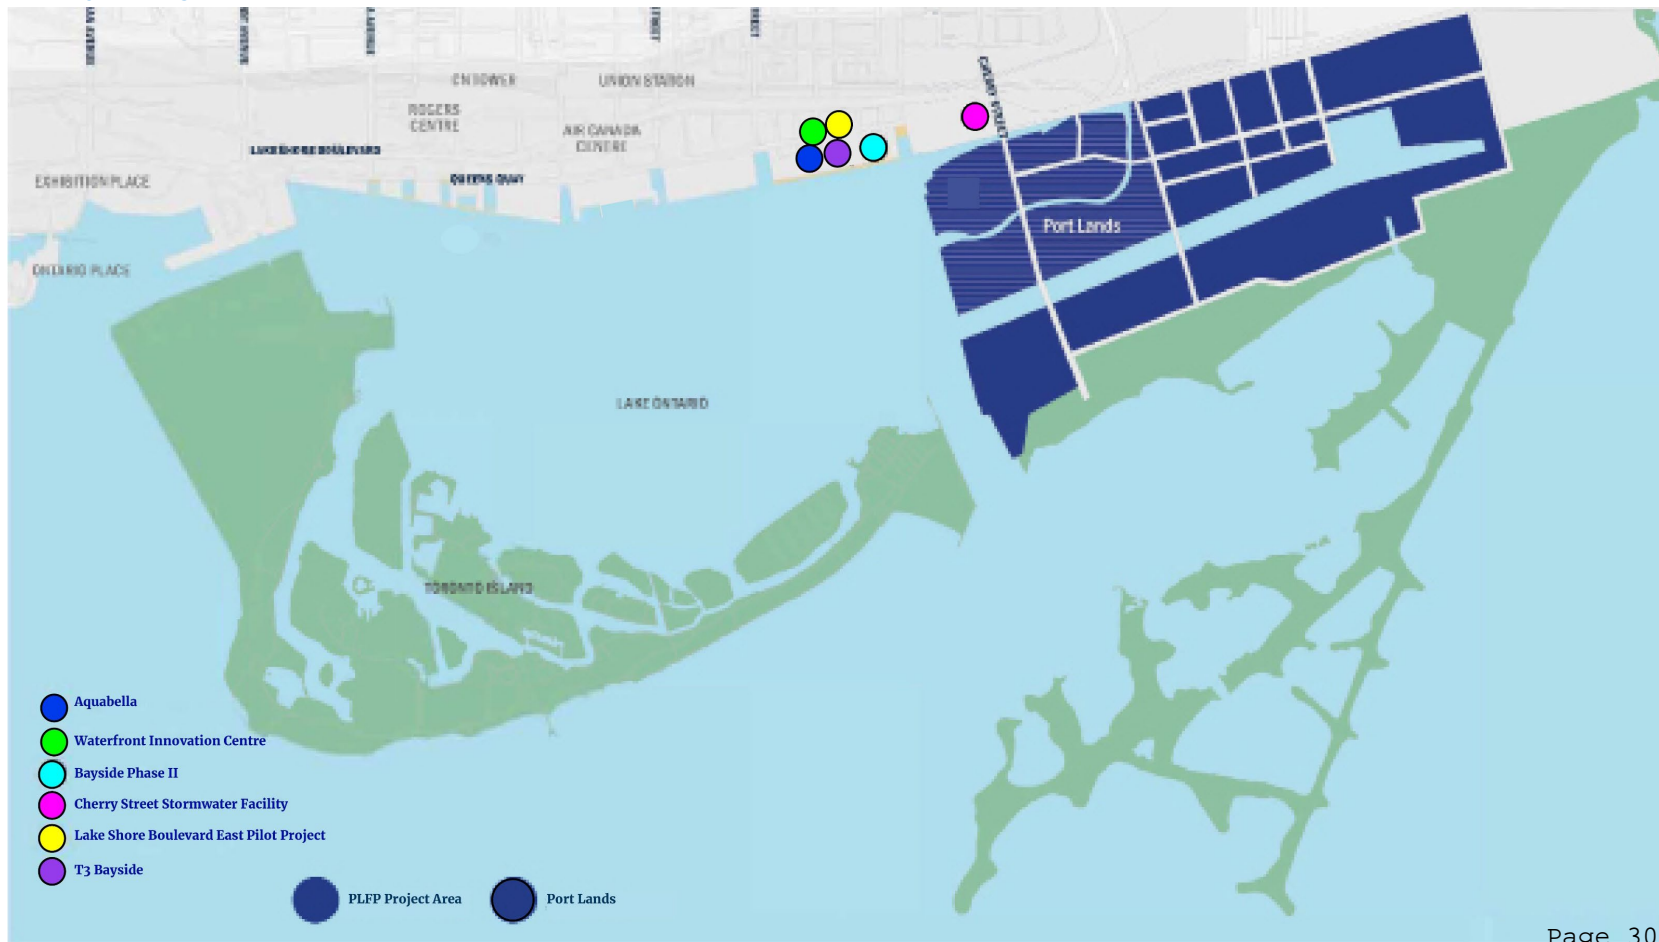 CN TOWER
UNION STATION
ROGERS
CENTRE
AIR CANADA
CENTRE
CHERRY STREET
LAKE SHORE BOULEVARD
EXHIBITION PLACE
QUEENS QUAY
Port Lands
ONTARIO PLACE
LAKE ONTARIO
TORONTO ISLAND
Aquabella
Waterfront Innovation Centre
Bayside Phase II
Cherry Street Stormwater Facility
Lake Shore Boulevard East Pilot Project
T3 Bayside
PLFP Project Area
Port Lands
Page 30